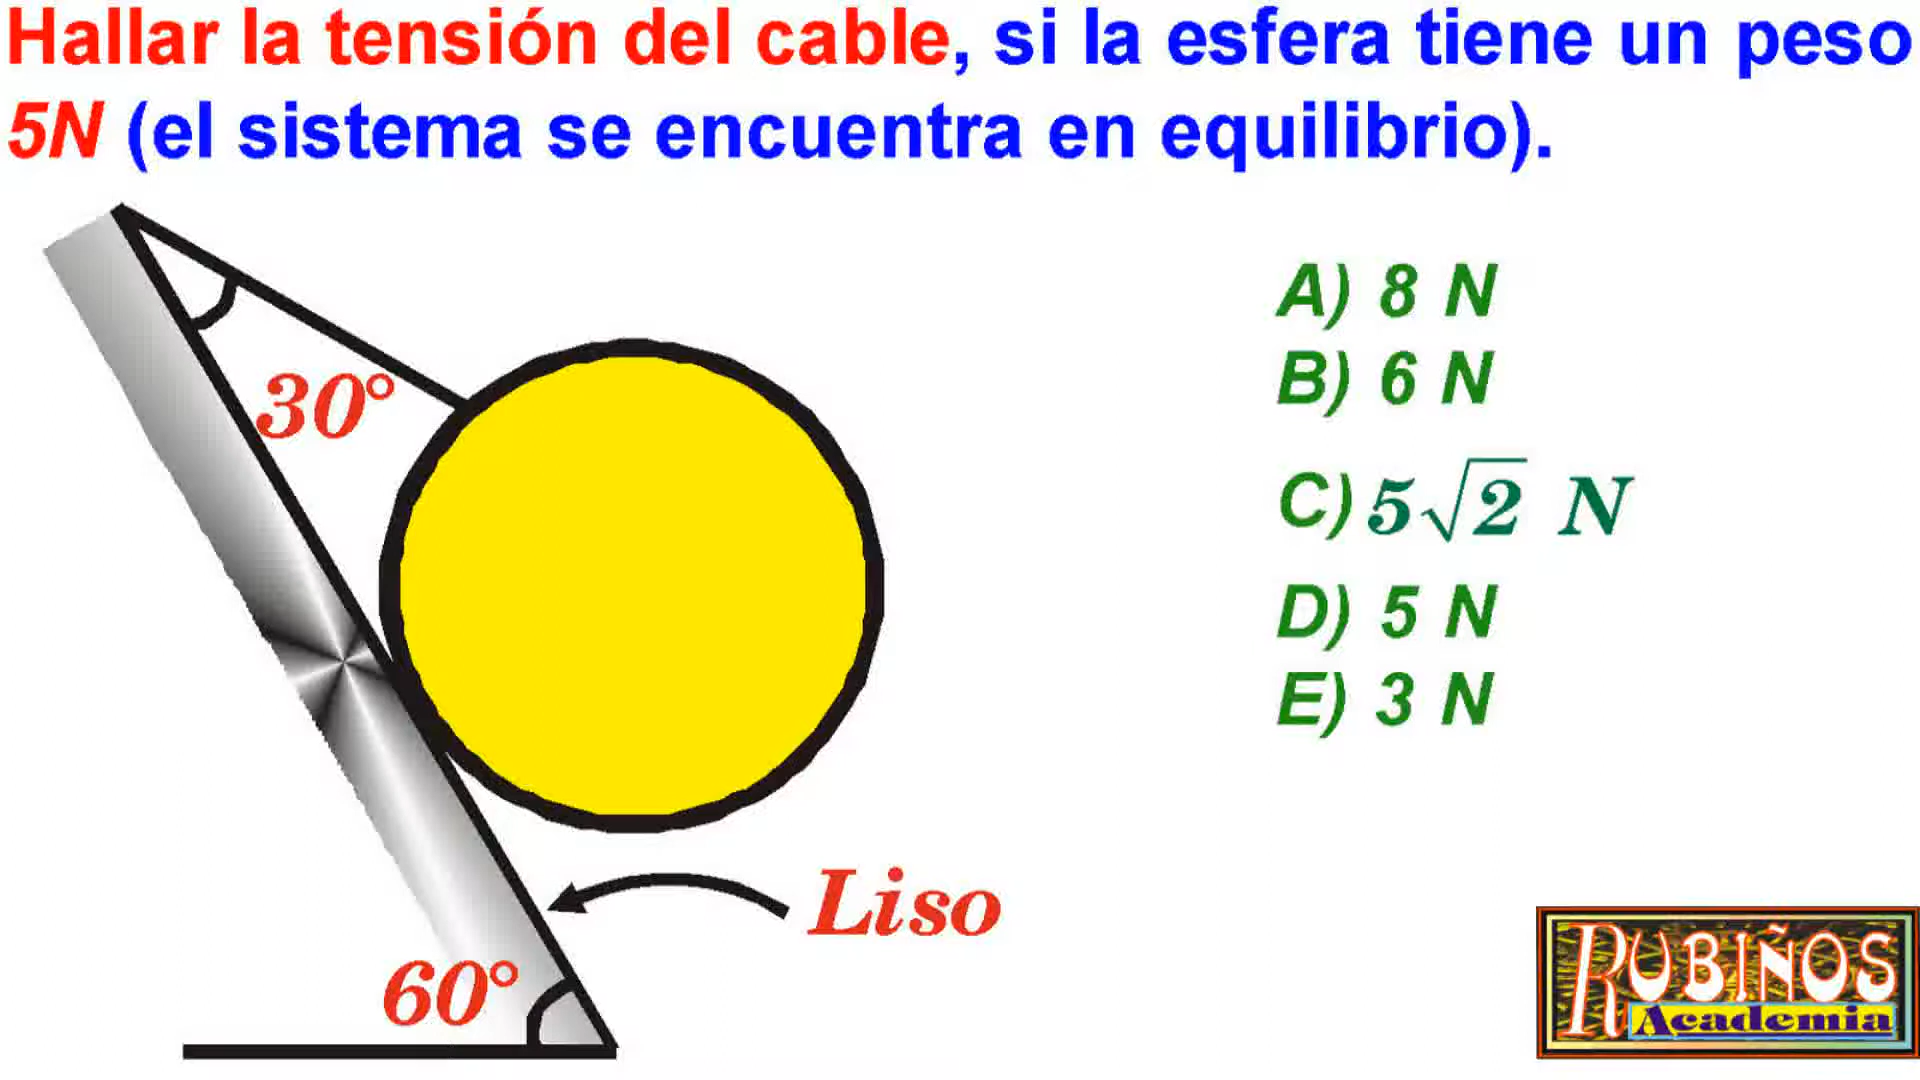 Hallar la tensión del cable, si la esfera tiene un peso
5N (el sistema se encuentra en equilibrio).
30°
60°
Liso
A) 8 N
B) 6 N
C) 5√2 N
D) 5 N
E) 3 N
RUBIÑOS
Academia